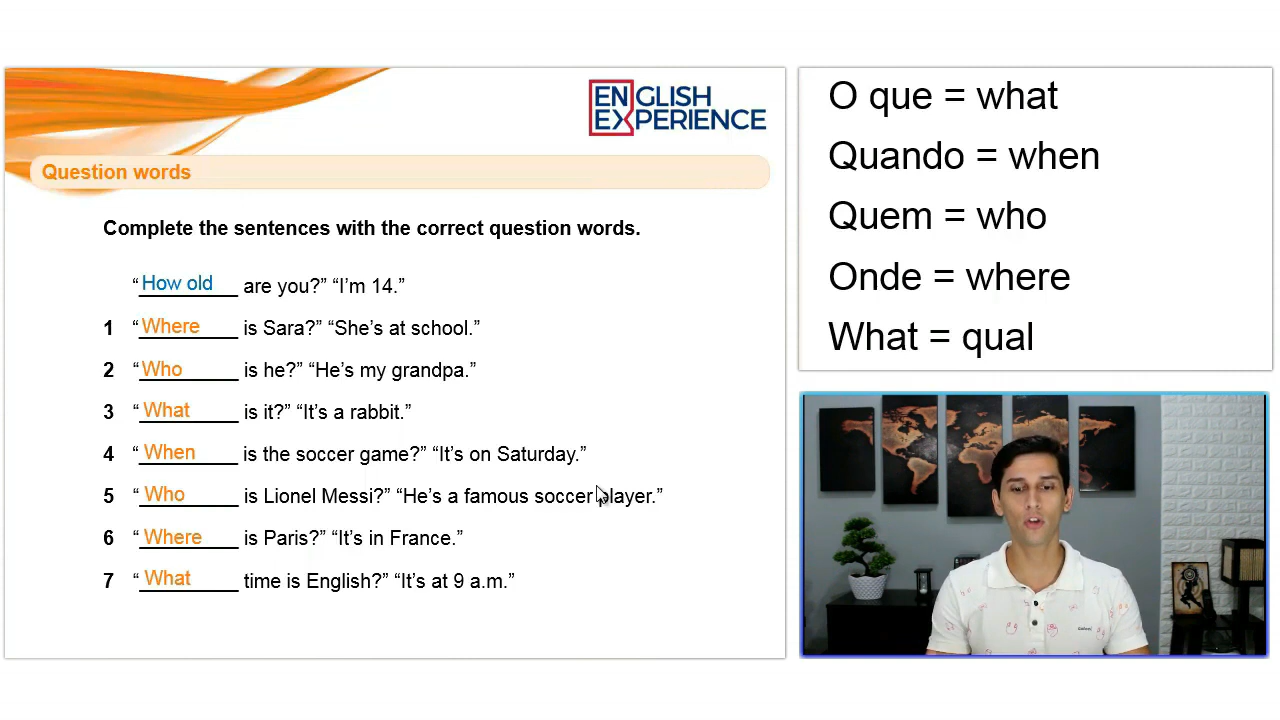 ENGLISH
EXPERIENCE
Question words
Complete the sentences with the correct question words.
“How old are you?” “I’m 14.”
1 “Where is Sara?” “She’s at school.”
2 “Who is he?” “He’s my grandpa.”
3 “What is it?” “It’s a rabbit.”
4 “When is the soccer game?” “It’s on Saturday.”
5 “Who is Lionel Messi?” “He’s a famous soccer player.”
6 “Where is Paris?” “It’s in France.”
7 “What time is English?” “It’s at 9 a.m.”
O que = what
Quando = when
Quem = who
Onde = where
What = qual